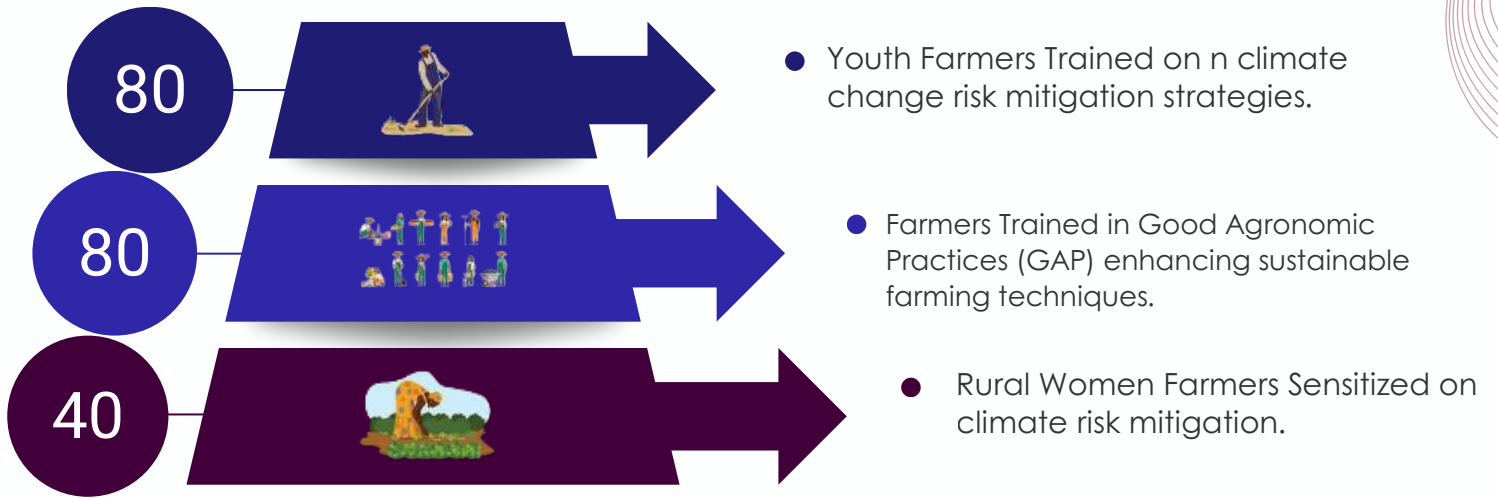 80
Youth Farmers Trained on n climate
change risk mitigation strategies.
80
Farmers Trained in Good Agronomic
Practices (GAP) enhancing sustainable
farming techniques.
40
Rural Women Farmers Sensitized on
climate risk mitigation.